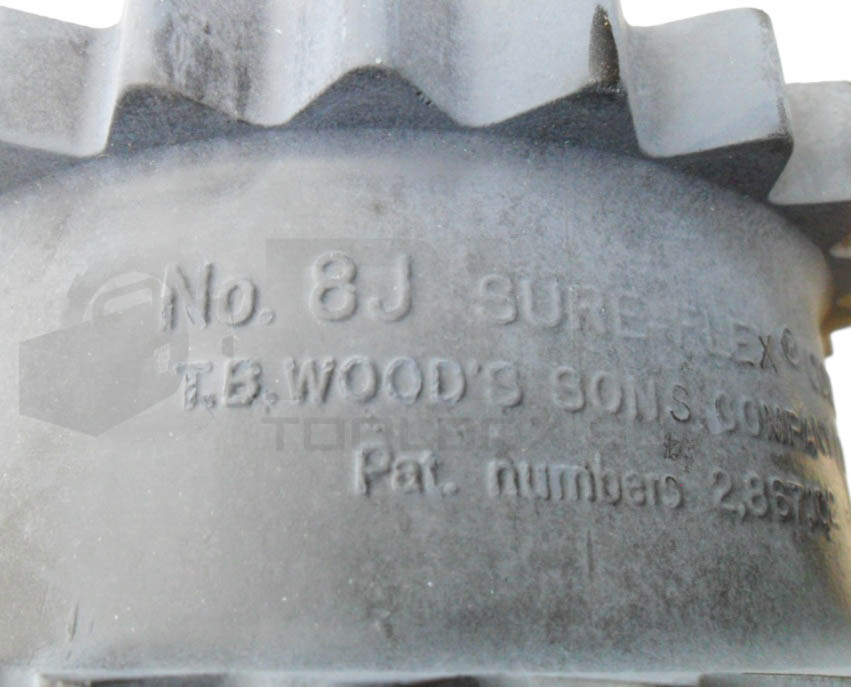 No. 8J SURE-FLEX®
T.B. WOOD'S SONS COMPANY
Pat. numbers